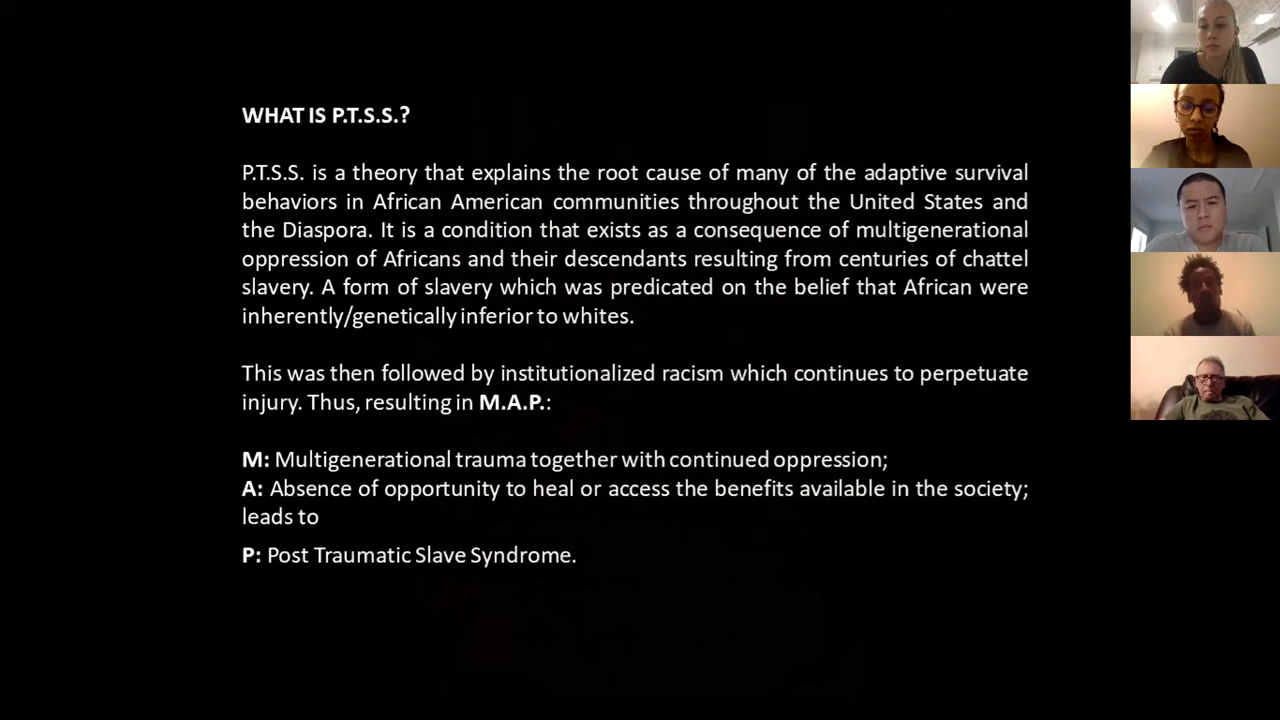 WHAT IS P.T.S.S.?
P.T.S.S. is a theory that explains the root cause of many of the adaptive survival
behaviors in African American communities throughout the United States and
the Diaspora. It is a condition that exists as a consequence of multigenerational
oppression of Africans and their descendants resulting from centuries of chattel
slavery. A form of slavery which was predicated on the belief that African were
inherently/genetically inferior to whites.
This was then followed by institutionalized racism which continues to perpetuate
injury. Thus, resulting in M.A.P.:
M: Multigenerational trauma together with continued oppression;
A: Absence of opportunity to heal or access the benefits available in the society;
leads to
P: Post Traumatic Slave Syndrome.